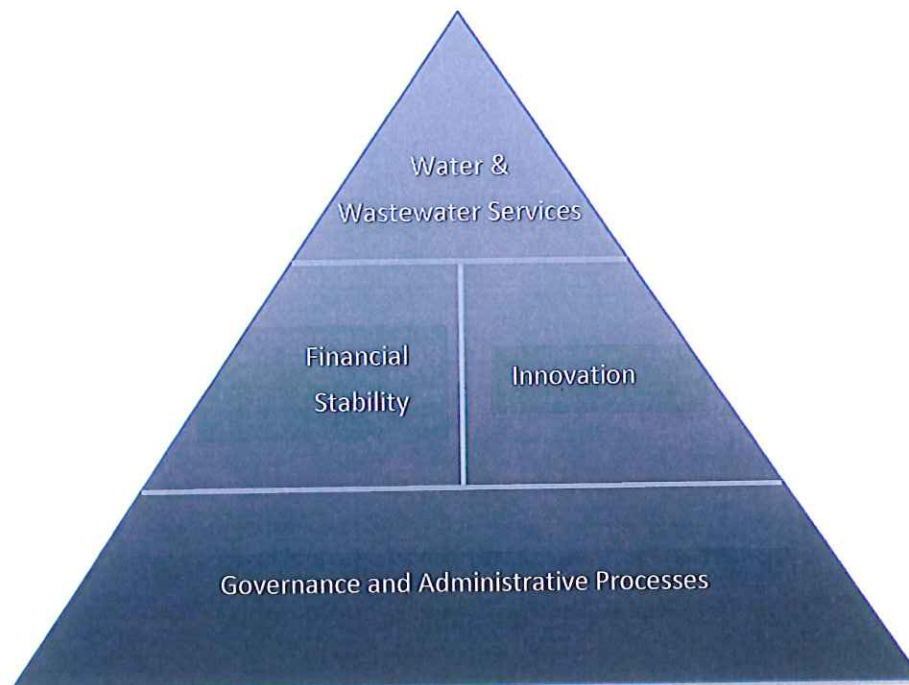 Water &
Wastewater Services
Financial
Stability
Innovation
Governance and Administrative Processes